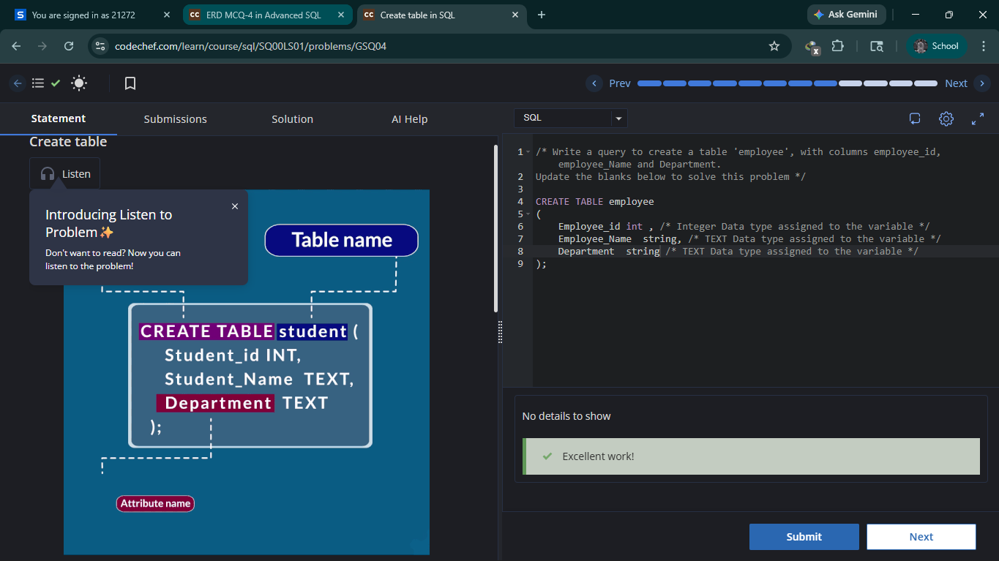 You are signed in as 21272
CC ERD MCQ-4 in Advanced SQL
CC Create table in SQL
Ask Gemini
codechef.com/learn/course/sql/SQ00LS01/problems/GSQ04
School
Prev
Next
Statement
Submissions
Solution
AI Help
SQL
Create table
Listen
Introducing Listen to
Problem✨
Don't want to read? Now you can
listen to the problem!
Table name
CREATE TABLE student (
Student_id INT,
Student_Name TEXT,
Department TEXT
);
Attribute name
1 /* Write a query to create a table 'employee', with columns employee_id,
employee_Name and Department.
2 Update the blanks below to solve this problem */
3
4 CREATE TABLE employee
5 (
6 Employee_id int , /* Integer Data type assigned to the variable */
7 Employee_Name string, /* TEXT Data type assigned to the variable */
8 Department string /* TEXT Data type assigned to the variable */
9 );
No details to show
Excellent work!
Submit
Next